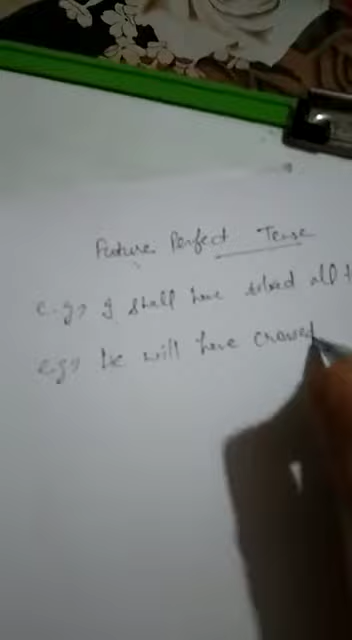 Future Perfect Tense
e.g, I shall have solved all t
e.g, He will have crossed